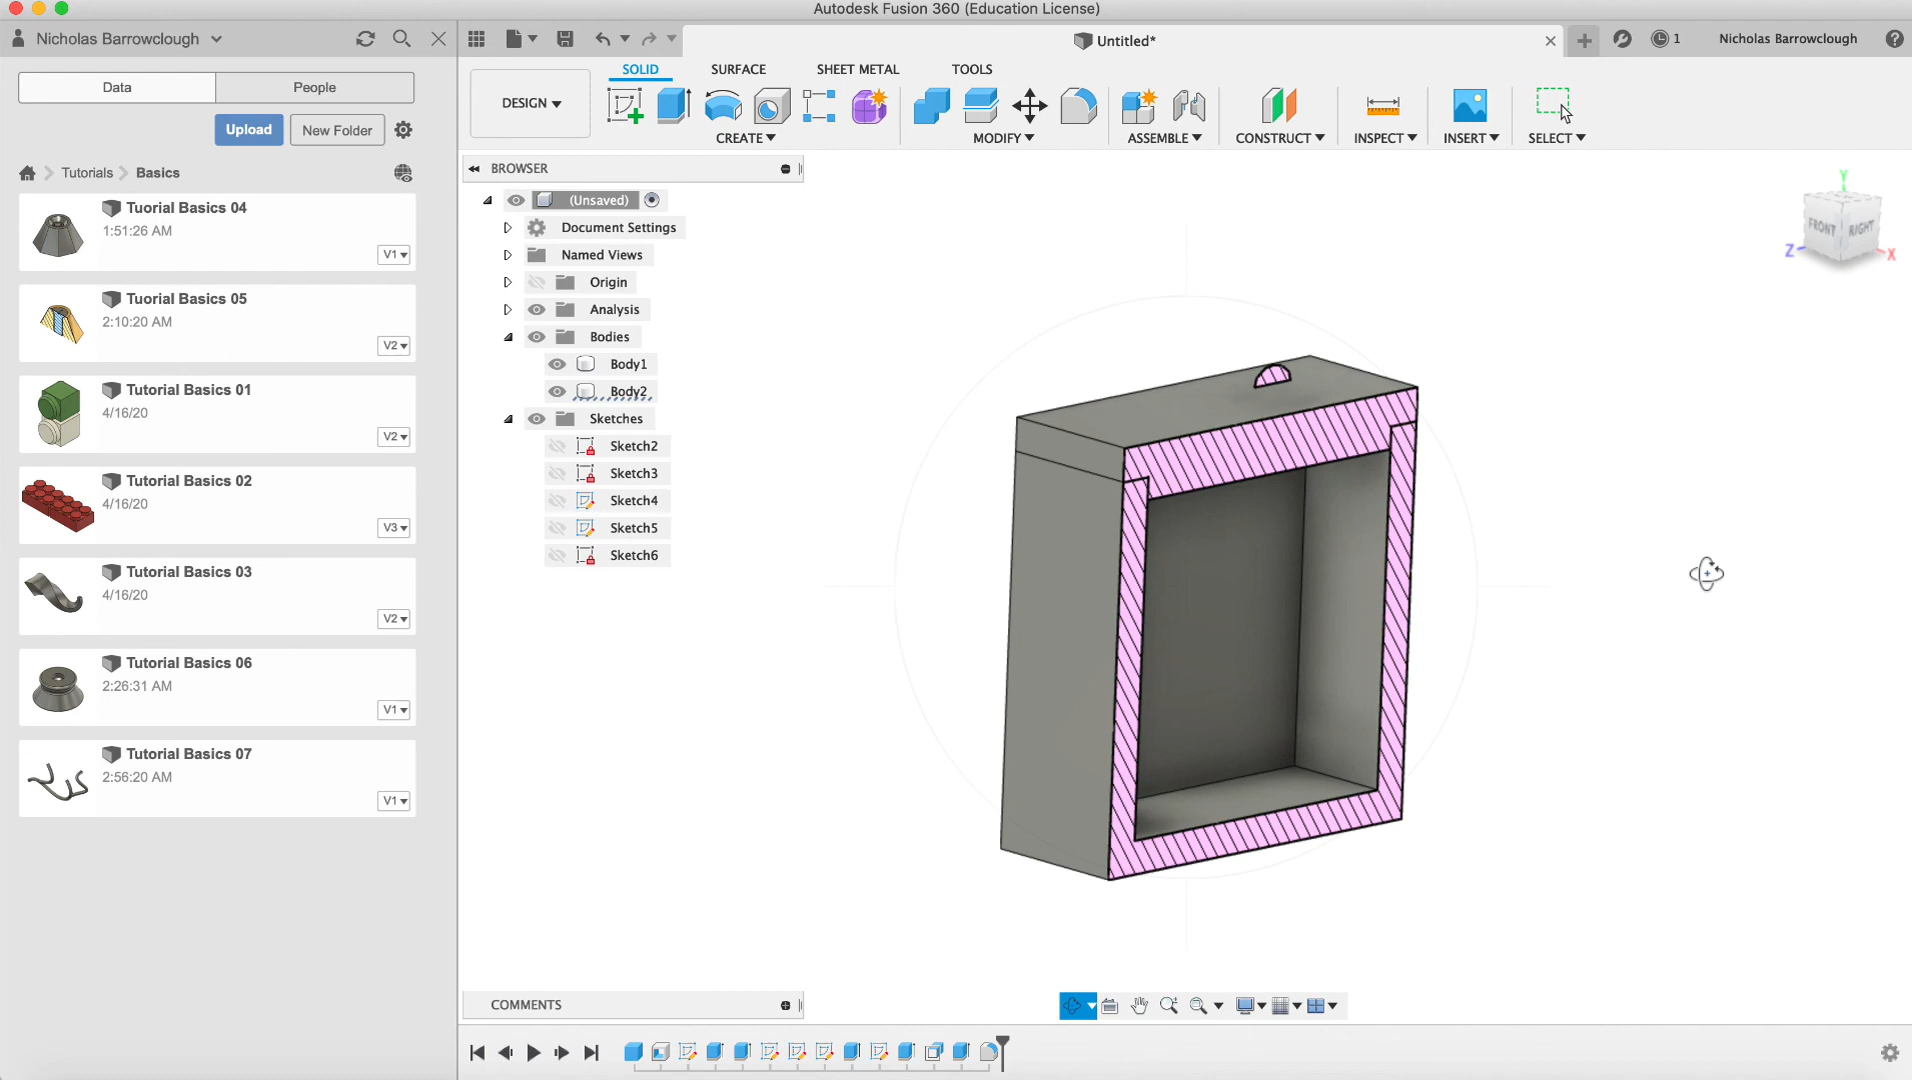 Autodesk Fusion 360 (Education License)
Nicholas Barrowclough
Untitled*
1
Nicholas Barrowclough
Data
People
Upload
New Folder
Tutorials
Basics
Tuorial Basics 04
1:51:26 AM
V1
Tuorial Basics 05
2:10:20 AM
V2
Tutorial Basics 01
4/16/20
V2
Tutorial Basics 02
4/16/20
V3
Tutorial Basics 03
4/16/20
V2
Tutorial Basics 06
2:26:31 AM
V1
Tutorial Basics 07
2:56:20 AM
V1
DESIGN
SOLID
SURFACE
SHEET METAL
TOOLS
CREATE
MODIFY
ASSEMBLE
CONSTRUCT
INSPECT
INSERT
SELECT
BROWSER
(Unsaved)
Document Settings
Named Views
Origin
Analysis
Bodies
Body1
Body2
Sketches
Sketch2
Sketch3
Sketch4
Sketch5
Sketch6
Y
FRONT
RIGHT
Z
X
COMMENTS